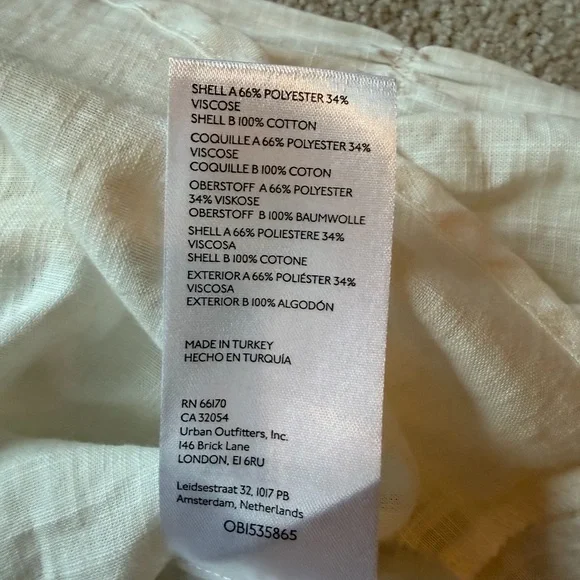 SHELL A 66% POLYESTER 34%
VISCOSE
SHELL B 100% COTTON
COQUILLE A 66% POLYESTER 34%
VISCOSE
COQUILLE B 100% COTON
OBERSTOFF A 66% POLYESTER
34% VISKOSE
OBERSTOFF B 100% BAUMWOLLE
SHELL A 66% POLIESTERE 34%
VISCOSA
SHELL B 100% COTONE
EXTERIOR A 66% POLIÉSTER 34%
VISCOSA
EXTERIOR B 100% ALGODÓN
MADE IN TURKEY
HECHO EN TURQUÍA
RN 66170
CA 32054
Urban Outfitters, Inc.
146 Brick Lane
LONDON, E1 6RU
Leidsestraat 32, 1017 PB
Amsterdam, Netherlands
OB1535865